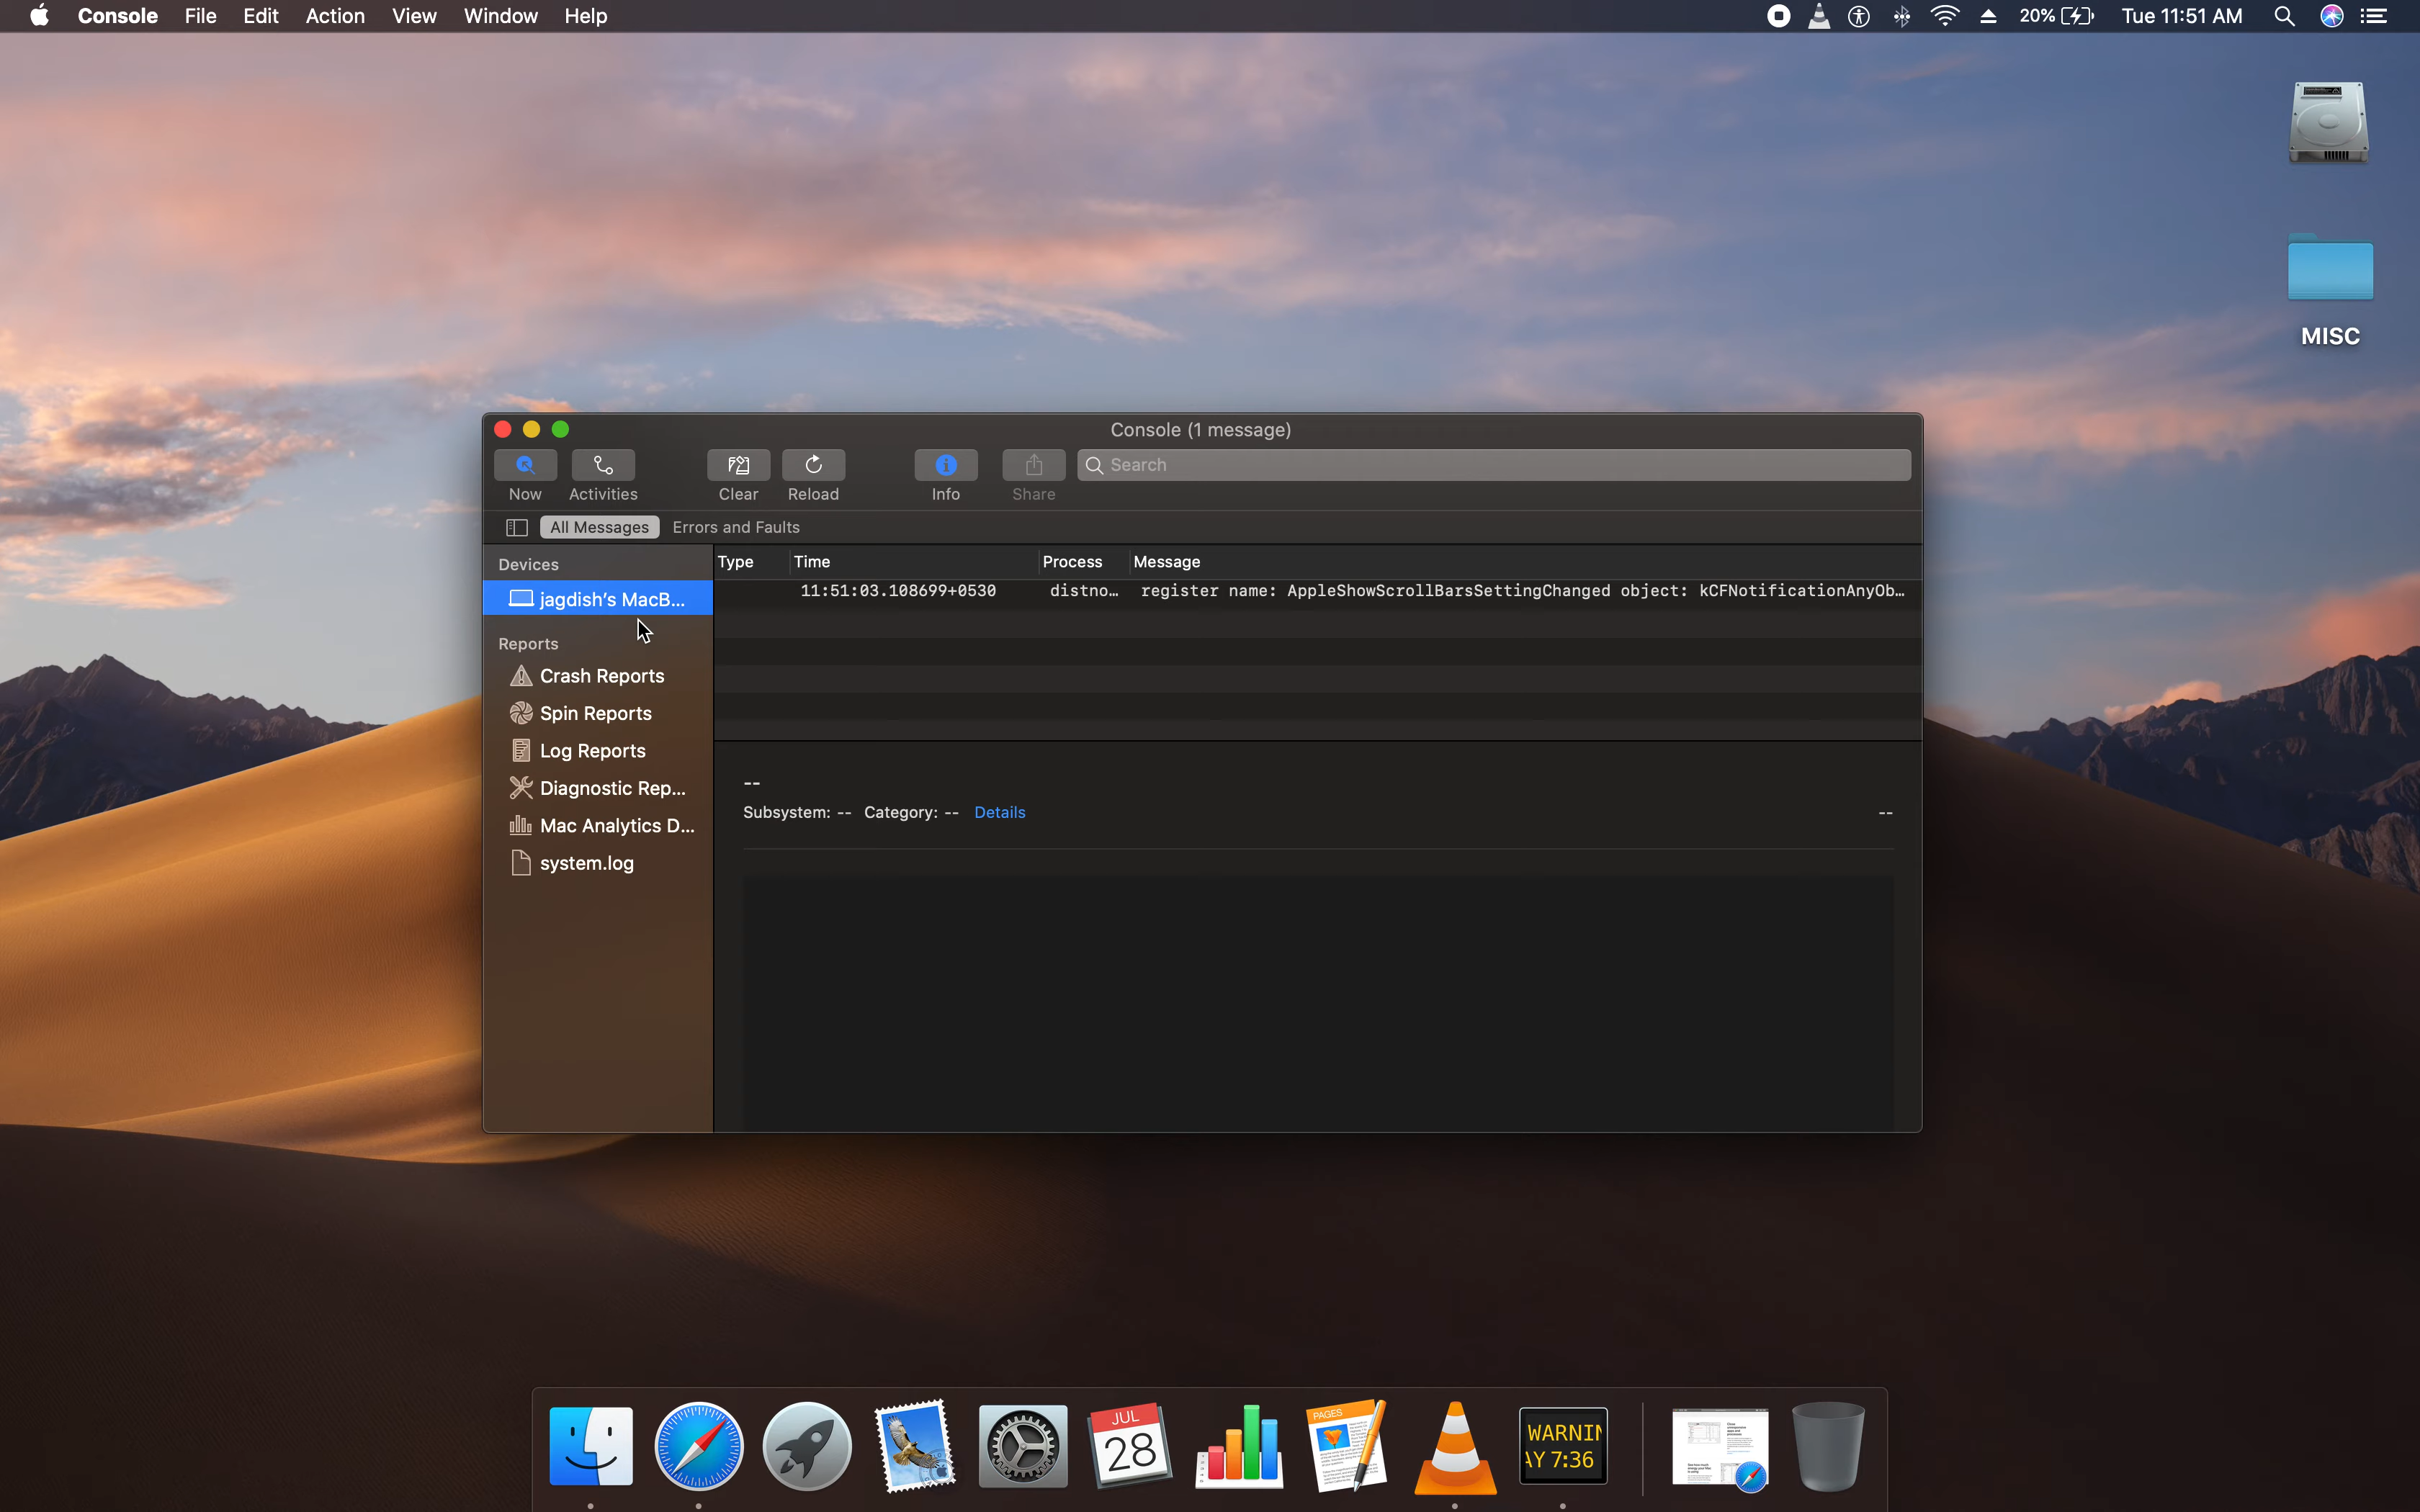 Console File Edit Action View Window Help
20% Tue 11:51 AM
MISC
Console (1 message)
Search
Now Activities Clear Reload Info Share
All Messages Errors and Faults
Devices
jagdish's MacB...
Reports
Crash Reports
Spin Reports
Log Reports
Diagnostic Rep...
Mac Analytics D...
system.log
Type Time Process Message
11:51:03.108699+0530 distno... register name: AppleShowScrollBarsSettingChanged object: kCFNotificationAnyOb...
--
Subsystem: -- Category: -- Details --
JUL
28
PAGES
WARNIN
AY 7:36